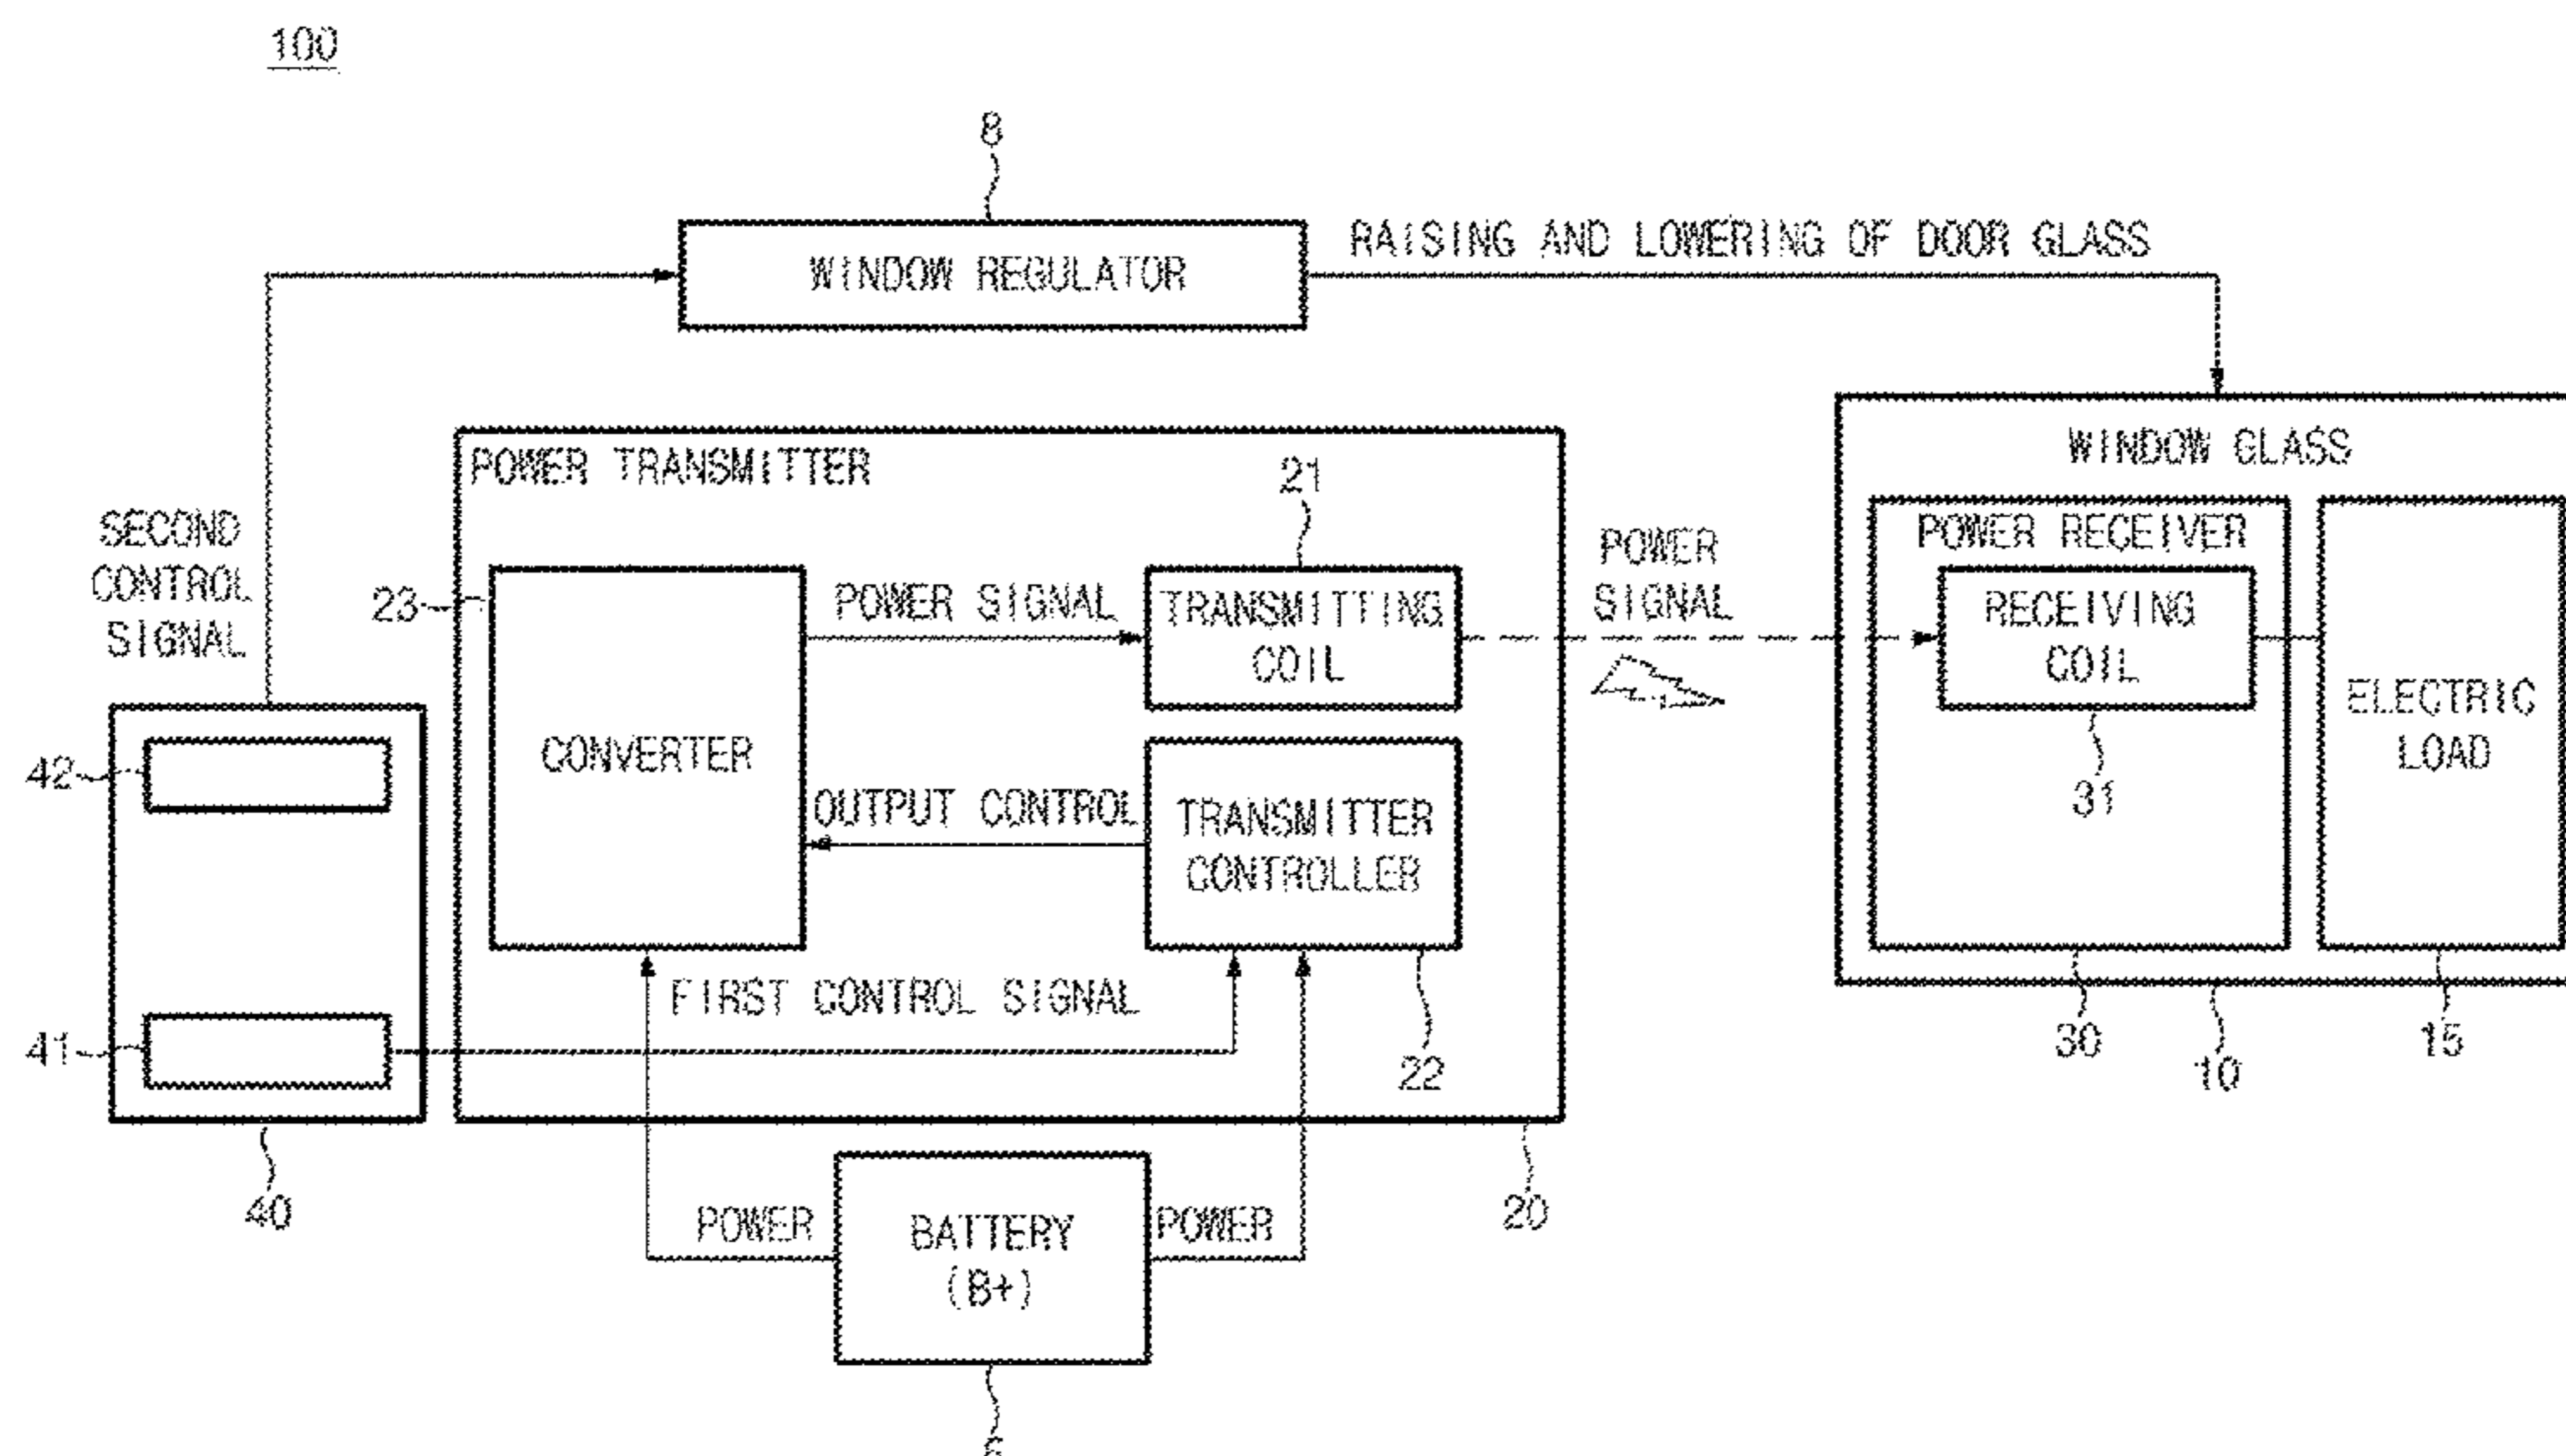 100
8
WINDOW REGULATOR
RAISING AND LOWERING OF DOOR GLASS
SECOND
CONTROL
SIGNAL
POWER TRANSMITTER
23
CONVERTER
POWER SIGNAL
21
TRANSMITTING
COIL
OUTPUT CONTROL
TRANSMITTER
CONTROLLER
22
FIRST CONTROL SIGNAL
POWER
SIGNAL
WINDOW GLASS
POWER RECEIVER
RECEIVING
COIL
31
ELECTRIC
LOAD
30
10
15
42
41
40
20
POWER
BATTERY
(B+)
POWER